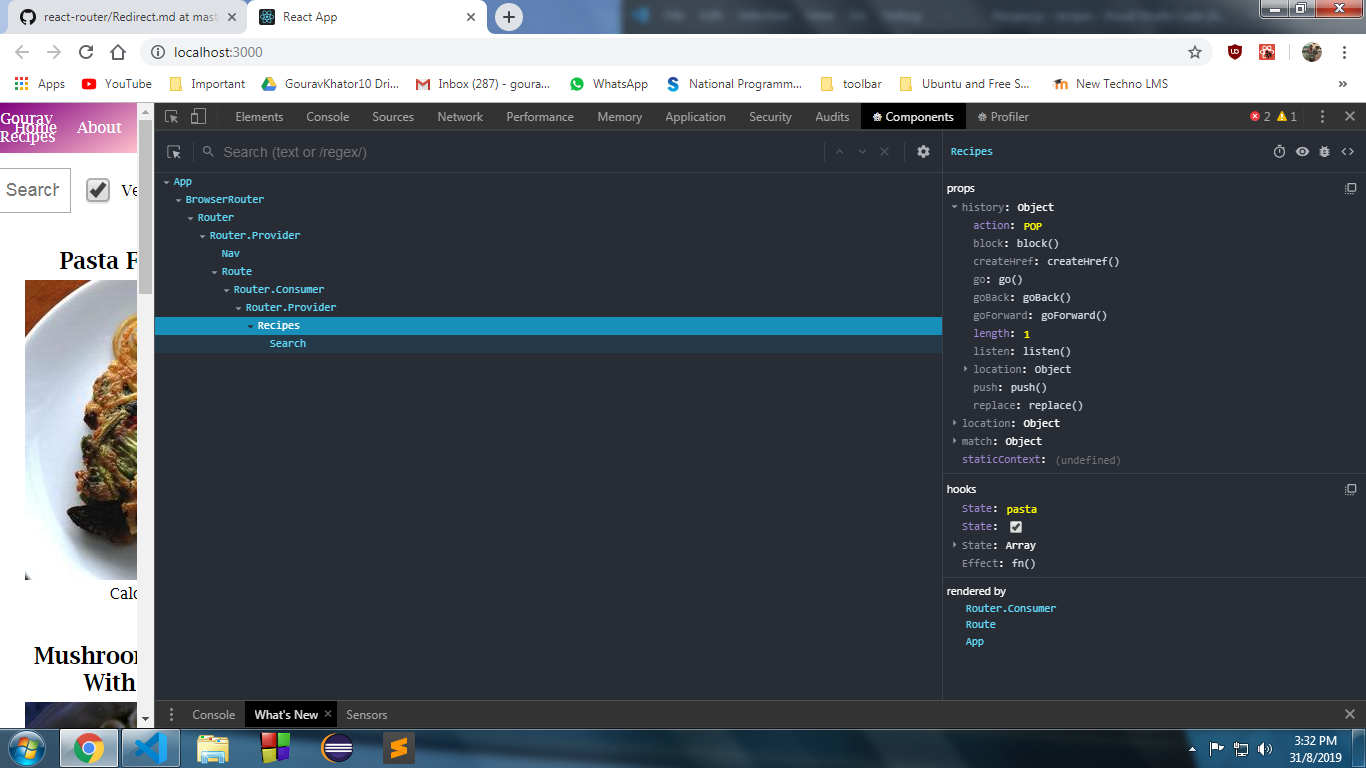 react-router/Redirect.md at mast
React App
localhost:3000
Apps
YouTube
Important
GouravKhator10 Dri...
Inbox (287) - goura...
WhatsApp
National Programm...
toolbar
Ubuntu and Free S...
New Techno LMS
»
Gourav
Recipes
Home
About
Search
Ve
Pasta F
Calo
Mushroom
With
Elements
Console
Sources
Network
Performance
Memory
Application
Security
Audits
Components
Profiler
2
1
Search (text or /regex/)
App
BrowserRouter
Router
Router.Provider
Nav
Route
Router.Consumer
Router.Provider
Recipes
Search
Recipes
props
history: Object
action: POP
block: block()
createHref: createHref()
go: go()
goBack: goBack()
goForward: goForward()
length: 1
listen: listen()
location: Object
push: push()
replace: replace()
location: Object
match: Object
staticContext: (undefined)
hooks
State: pasta
State:
State: Array
Effect: fn()
rendered by
Router.Consumer
Route
App
Console
What's New
Sensors
3:32 PM
31/8/2019